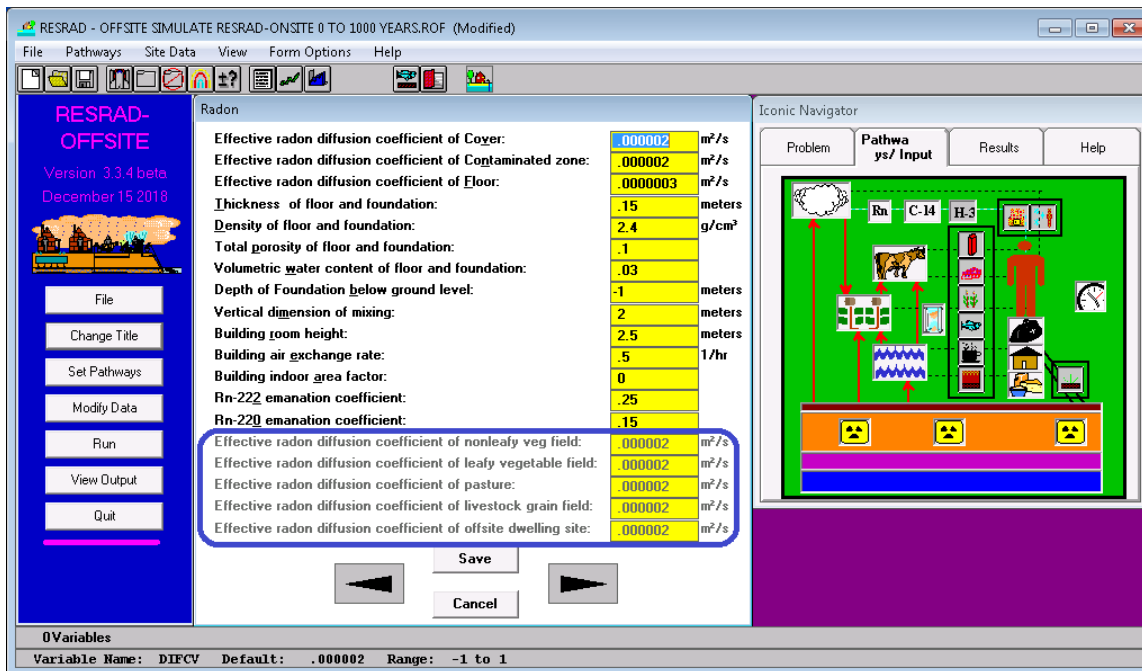 RESRAD - OFFSITE SIMULATE RESRAD-ONSITE 0 TO 1000 YEARS.ROF (Modified)
File Pathways Site Data View Form Options Help
±?
RESRAD-
OFFSITE
Version 3.3.4 beta
December 15 2018
File
Change Title
Set Pathways
Modify Data
Run
View Output
Quit
Radon
Effective radon diffusion coefficient of Cover: .000002 m²/s
Effective radon diffusion coefficient of Contaminated zone: .000002 m²/s
Effective radon diffusion coefficient of Floor: .0000003 m²/s
Thickness of floor and foundation: .15 meters
Density of floor and foundation: 2.4 g/cm³
Total porosity of floor and foundation: .1
Volumetric water content of floor and foundation: .03
Depth of Foundation below ground level: -1 meters
Vertical dimension of mixing: 2 meters
Building room height: 2.5 meters
Building air exchange rate: .5 1/hr
Building indoor area factor: 0
Rn-222 emanation coefficient: .25
Rn-220 emanation coefficient: .15
Effective radon diffusion coefficient of nonleafy veg field: .000002 m²/s
Effective radon diffusion coefficient of leafy vegetable field: .000002 m²/s
Effective radon diffusion coefficient of pasture: .000002 m²/s
Effective radon diffusion coefficient of livestock grain field: .000002 m²/s
Effective radon diffusion coefficient of offsite dwelling site: .000002 m²/s
Save
Cancel
Iconic Navigator
Problem
Pathwa
ys/ Input
Results
Help
Rn C-14 H-3
0Variables
Variable Name: DIFCV Default: .000002 Range: -1 to 1